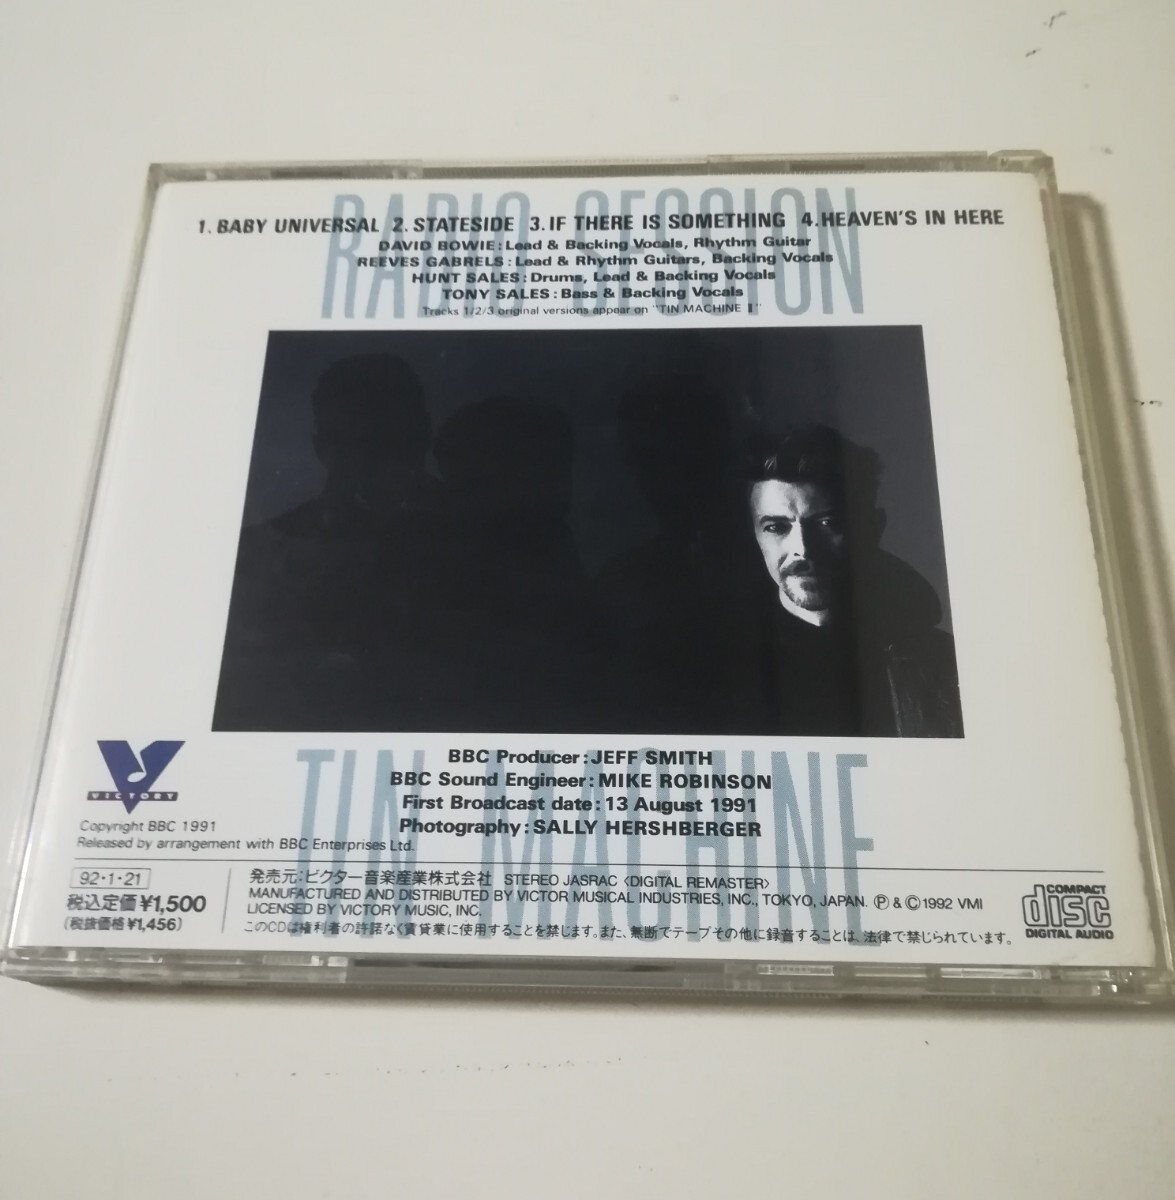 RADIO SESSION
1. BABY UNIVERSAL 2. STATESIDE 3. IF THERE IS SOMETHING 4. HEAVEN'S IN HERE
DAVID BOWIE : Lead & Backing Vocals, Rhythm Guitar
REEVES GABRELS : Lead & Rhythm Guitars, Backing Vocals
HUNT SALES : Drums, Lead & Backing Vocals
TONY SALES : Bass & Backing Vocals
Tracks 1/2/3 original versions appear on "TIN MACHINE Ⅱ"
TIN MACHINE
BBC Producer : JEFF SMITH
BBC Sound Engineer : MIKE ROBINSON
First Broadcast date : 13 August 1991
Photography : SALLY HERSHBERGER
VICTORY
Copyright BBC 1991
Released by arrangement with BBC Enterprises Ltd.
92・1・21
税込定価¥1,500
(税抜価格¥1,456)
発売元:ビクター音楽産業株式会社 STEREO JASRAC 〈DIGITAL REMASTER〉
MANUFACTURED AND DISTRIBUTED BY VICTOR MUSICAL INDUSTRIES, INC., TOKYO, JAPAN. Ⓟ & Ⓒ 1992 VMI
LICENSED BY VICTORY MUSIC, INC.
このCDは権利者の許諾なく賃貸業に使用することを禁じます。また、無断でテープその他に録音することは、法律で禁じられています。
COMPACT
disc
DIGITAL AUDIO